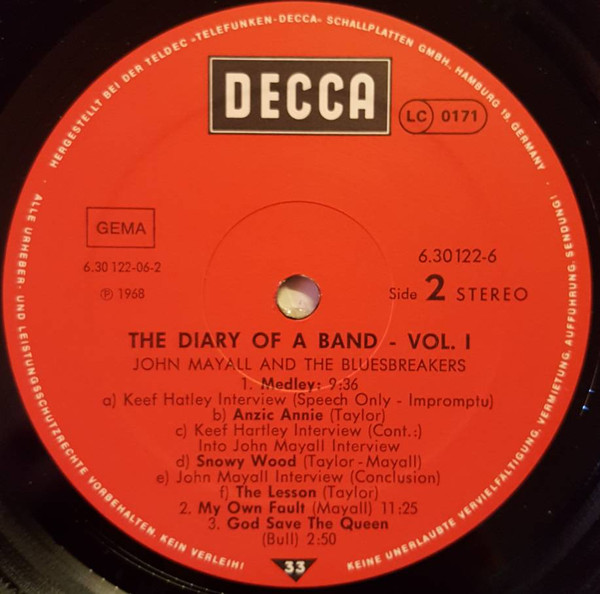 HERGESTELLT BEI DER TELDEC »TELEFUNKEN-DECCA« SCHALLPLATTEN GMBH, HAMBURG 19, GERMANY ·
DECCA
LC 0171
GEMA
6.30 122-06-2
℗ 1968
6.30 122-6
Side 2 STEREO
THE DIARY OF A BAND - VOL. I
JOHN MAYALL AND THE BLUESBREAKERS
1. Medley: 9:36
a) Keef Hatley Interview (Speech Only - Impromptu)
b) Anzic Annie (Taylor)
c) Keef Hartley Interview (Cont.:)
Into John Mayall Interview
d) Snowy Wood (Taylor - Mayall)
e) John Mayall Interview (Conclusion)
f) The Lesson (Taylor)
2. My Own Fault (Mayall) 11:25
3. God Save The Queen
(Bull) 2:50
33
ALLE URHEBER- UND LEISTUNGSSCHUTZRECHTE VORBEHALTEN. KEIN VERLEIH!
KEINE UNERLAUBTE VERVIELFÄLTIGUNG, VERMIETUNG, AUFFÜHRUNG, SENDUNG!